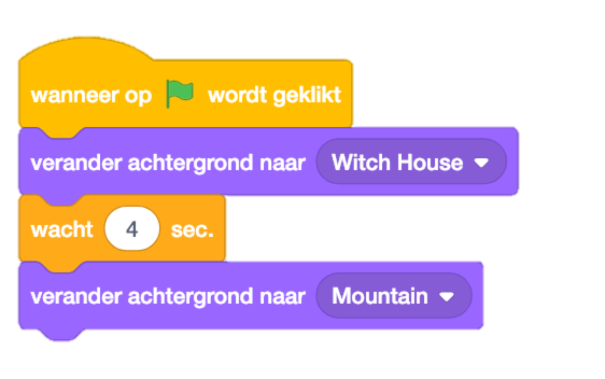 wanneer op wordt geklikt
verander achtergrond naar Witch House
wacht 4 sec.
verander achtergrond naar Mountain